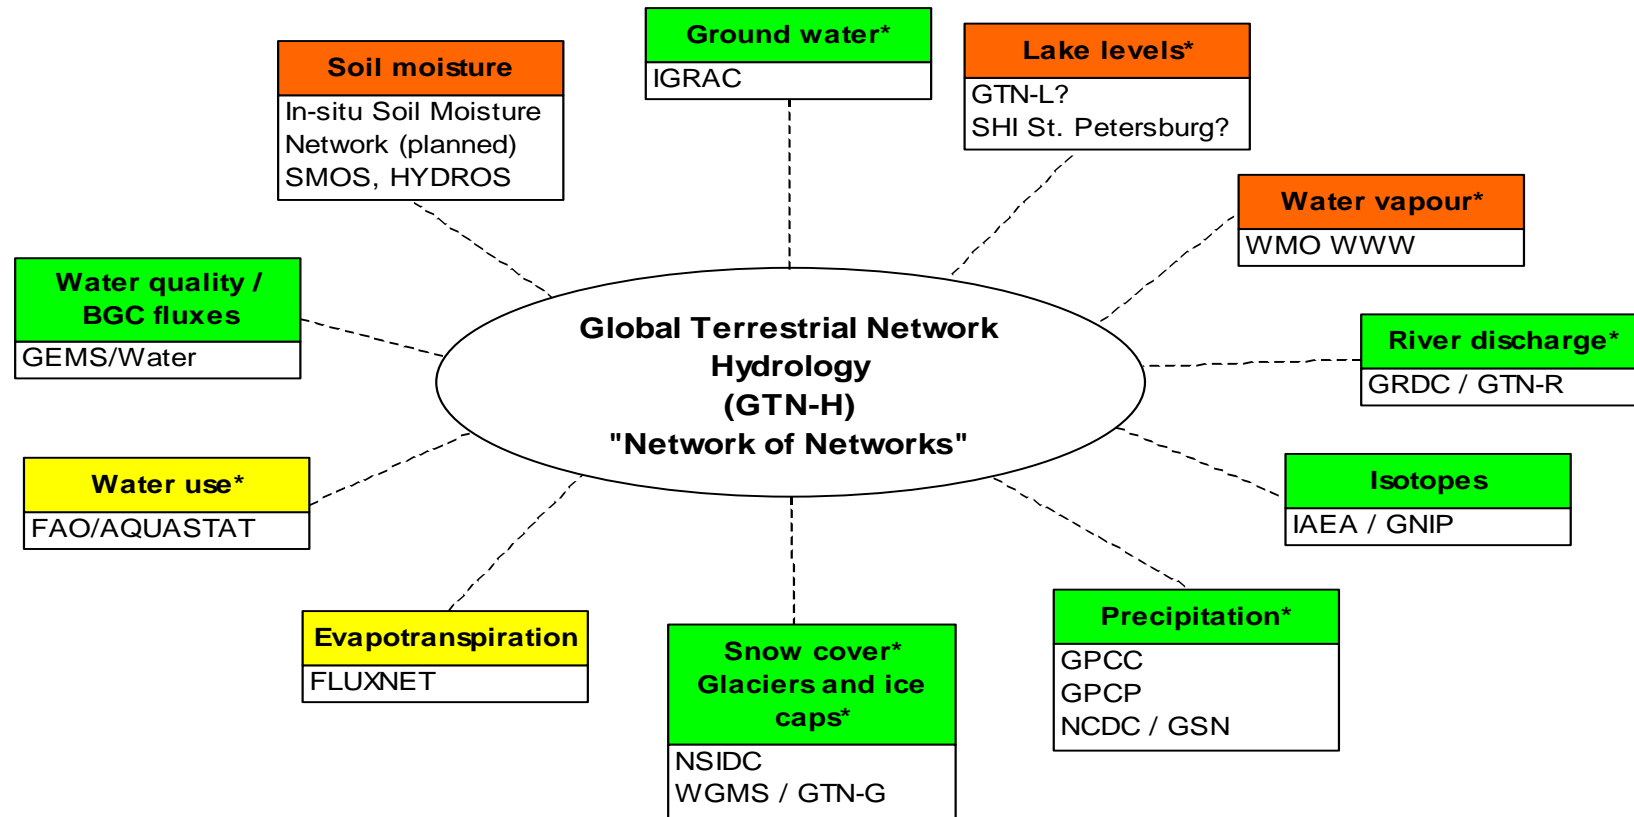 Ground water*
IGRAC
Soil moisture
In-situ Soil Moisture
Network (planned)
SMOS, HYDROS
Lake levels*
GTN-L?
SHI St. Petersburg?
Water vapour*
WMO WWW
Water quality /
BGC fluxes
GEMS/Water
Global Terrestrial Network
Hydrology
(GTN-H)
"Network of Networks"
River discharge*
GRDC / GTN-R
Water use*
FAO/AQUASTAT
Isotopes
IAEA / GNIP
Evapotranspiration
FLUXNET
Snow cover*
Glaciers and ice
caps*
NSIDC
WGMS / GTN-G
Precipitation*
GPCC
GPCP
NCDC / GSN